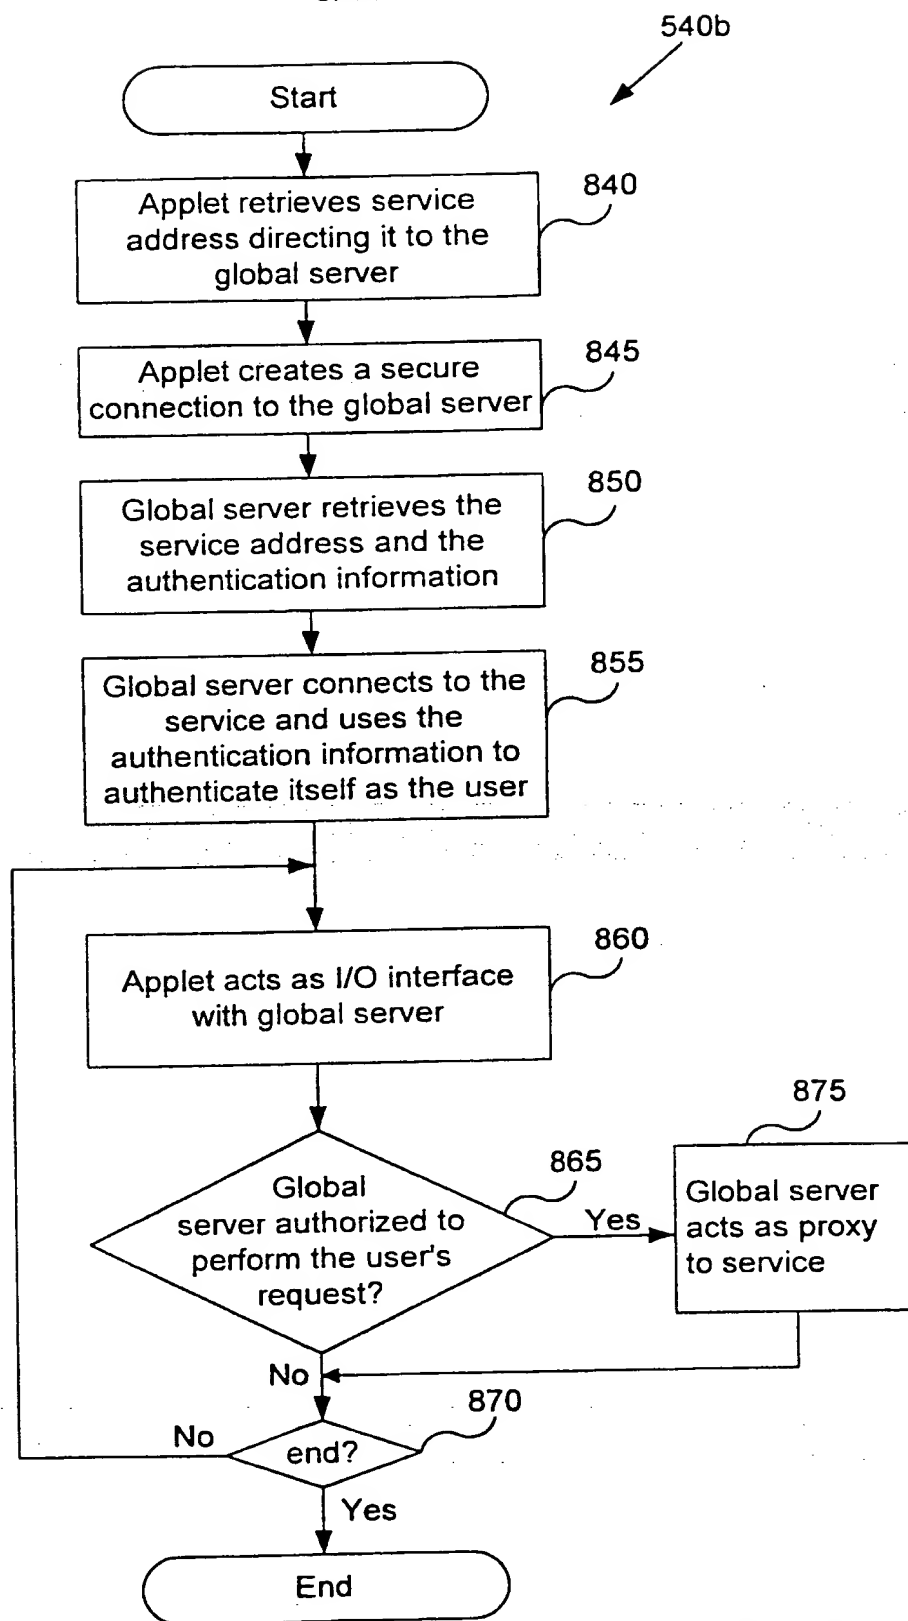 540b
Start
Applet retrieves service
address directing it to the
global server
840
Applet creates a secure
connection to the global server
845
Global server retrieves the
service address and the
authentication information
850
Global server connects to the
service and uses the
authentication information to
authenticate itself as the user
855
Applet acts as I/O interface
with global server
860
Global
server authorized to
perform the user's
request?
865
Yes
Global server
acts as proxy
to service
875
No
end?
870
No
Yes
End